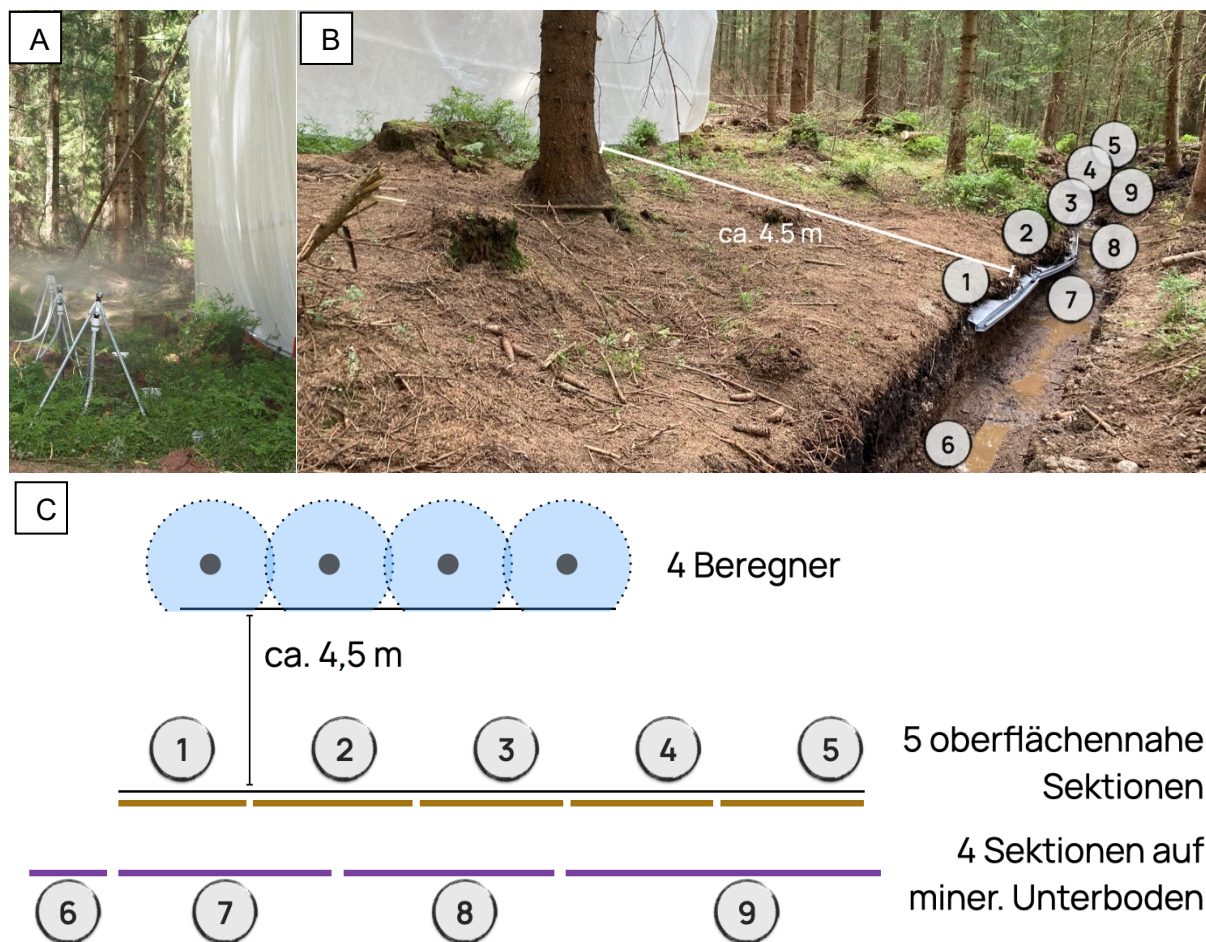 A
B
5
4
9
3
2
8
ca. 4.5 m
1
7
6
C
4 Beregner
ca. 4,5 m
1
2
3
4
5
5 oberflächennahe
Sektionen
4 Sektionen auf
miner. Unterboden
6
7
8
9